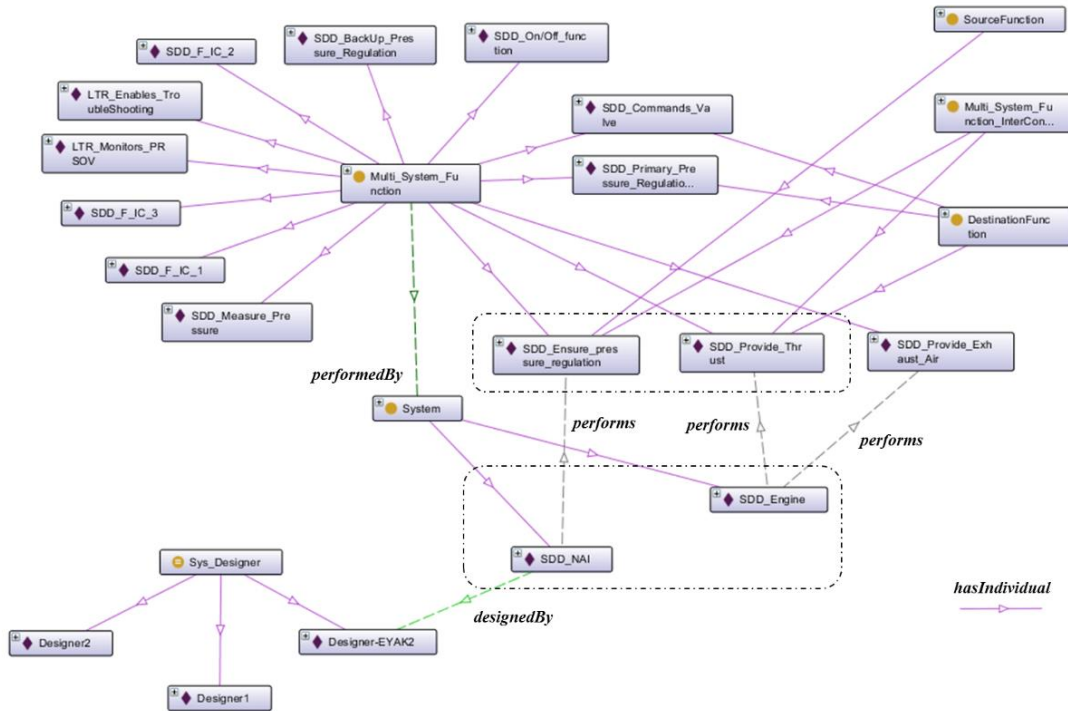 SourceFunction
SDD_F_IC_2
SDD_BackUp_Pres
sure_Regulation
SDD_On/Off_func
tion
LTR_Enables_Tro
ubleShooting
SDD_Commands_Va
lve
Multi_System_Fu
nction_InterCon...
LTR_Monitors_PR
SOV
Multi_System_Fu
nction
SDD_Primary_Pre
ssure_Regulatio...
SDD_F_IC_3
DestinationFunc
tion
SDD_F_IC_1
SDD_Measure_Pre
ssure
SDD_Ensure_pres
sure_regulation
SDD_Provide_Thr
ust
SDD_Provide_Exh
aust_Air
performedBy
System
performs
performs
performs
SDD_Engine
SDD_NAI
Sys_Designer
hasIndividual
designedBy
Designer2
Designer-EYAK2
Designer1